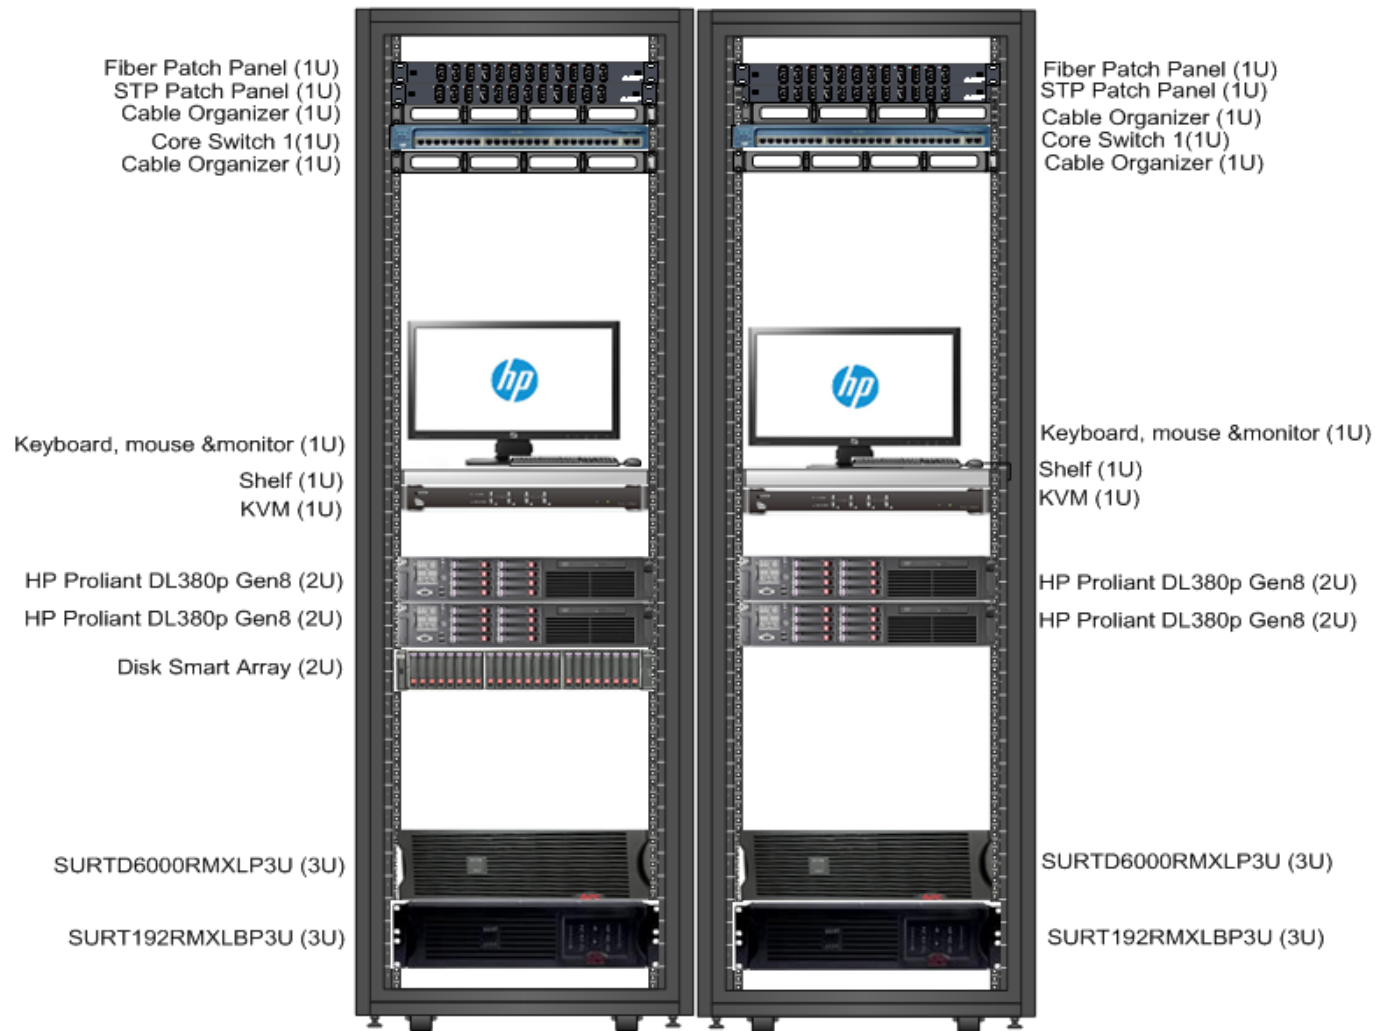 Fiber Patch Panel (1U)
STP Patch Panel (1U)
Cable Organizer (1U)
Core Switch 1(1U)
Cable Organizer (1U)
hp
Keyboard, mouse &monitor (1U)
Shelf (1U)
KVM (1U)
HP Proliant DL380p Gen8 (2U)
HP Proliant DL380p Gen8 (2U)
Disk Smart Array (2U)
SURTD6000RMXLP3U (3U)
SURT192RMXLBP3U (3U)
Fiber Patch Panel (1U)
STP Patch Panel (1U)
Cable Organizer (1U)
Core Switch 1(1U)
Cable Organizer (1U)
hp
Keyboard, mouse &monitor (1U)
Shelf (1U)
KVM (1U)
HP Proliant DL380p Gen8 (2U)
HP Proliant DL380p Gen8 (2U)
SURTD6000RMXLP3U (3U)
SURT192RMXLBP3U (3U)